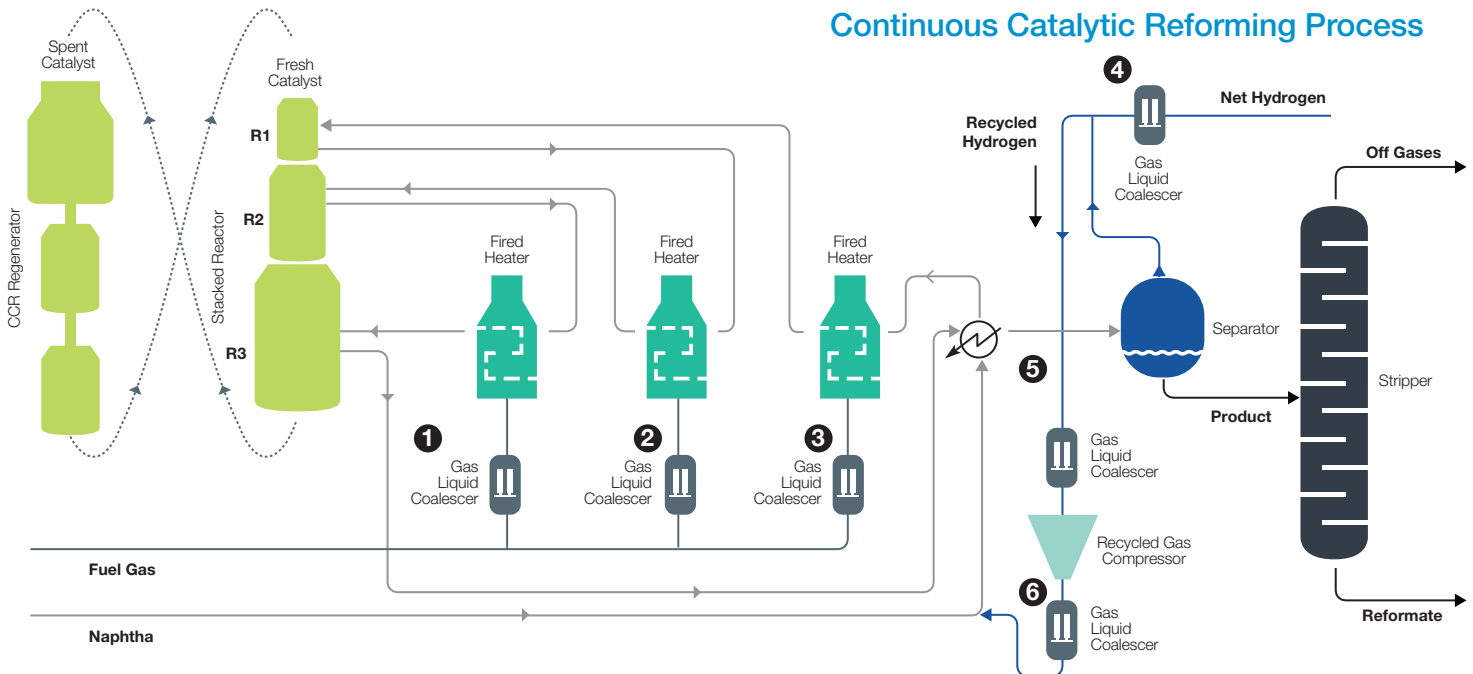 Continuous Catalytic Reforming Process
Spent
Catalyst
Fresh
Catalyst
R1
R2
R3
CCR Regenerator
Stacked Reactor
Fired
Heater
Fired
Heater
Fired
Heater
1
Gas
Liquid
Coalescer
2
Gas
Liquid
Coalescer
3
Gas
Liquid
Coalescer
Fuel Gas
Naphtha
Recycled
Hydrogen
4
Gas
Liquid
Coalescer
Net Hydrogen
Off Gases
Separator
Product
Stripper
5
Gas
Liquid
Coalescer
Recycled Gas
Compressor
6
Gas
Liquid
Coalescer
Reformate